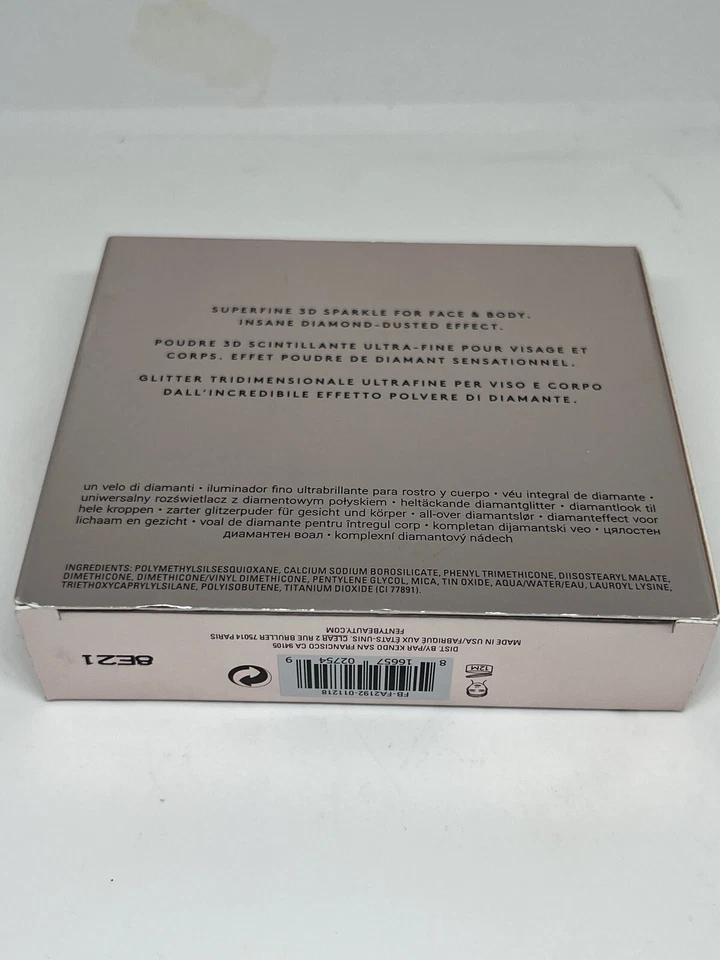 SUPERFINE 3D SPARKLE FOR FACE & BODY.
INSANE DIAMOND-DUSTED EFFECT.
POUDRE 3D SCINTILLANTE ULTRA-FINE POUR VISAGE ET
CORPS. EFFET POUDRE DE DIAMANT SENSATIONNEL.
GLITTER TRIDIMENSIONALE ULTRAFINE PER VISO E CORPO
DALL'INCREDIBILE EFFETTO POLVERE DI DIAMANTE.
un velo di diamanti • iluminador fino ultrabrillante para rostro y cuerpo • véu integral de diamante •
uniwersalny rozświetlacz z diamentowym połyskiem • heltäckande diamantglitter • diamantlook til
hele kroppen • zarter glitzerpuder für gesicht und körper • all-over diamantslør • diamanteffect voor
lichaam en gezicht • voal de diamante pentru întregul corp • kompletan dijamantski veo • цялостен
диамантен воал • komplexní diamantový nádech
INGREDIENTS: POLYMETHYLSILSESQUIOXANE, CALCIUM SODIUM BOROSILICATE, PHENYL TRIMETHICONE, DIISOSTEARYL MALATE,
DIMETHICONE, DIMETHICONE/VINYL DIMETHICONE, PENTYLENE GLYCOL, MICA, TIN OXIDE, AQUA/WATER/EAU, LAUROYL LYSINE,
TRIETHOXYCAPRYLYLSILANE, POLYISOBUTENE, TITANIUM DIOXIDE (CI 77891).
12M
FB-FA2192-011218
8 16657 02754 9
DIST. BY/PAR KENDO SAN FRANCISCO CA 94105
MADE IN USA/FABRIQUÉ AUX ÉTATS-UNIS. CLAB 2 RUE BRULLER 75014 PARIS
FENTYBEAUTY.COM
8E21